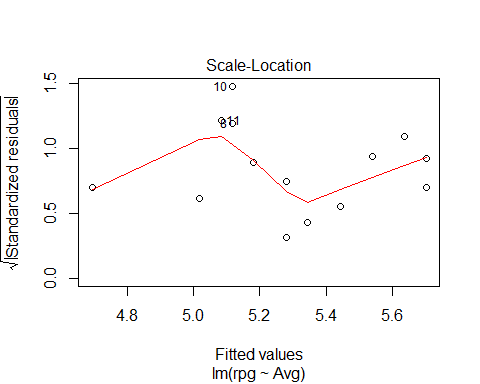 Scale-Location
√|Standardized residuals|
1.5
1.0
0.5
0.0
10
11
4.8
5.0
5.2
5.4
5.6
Fitted values
lm(rpg ~ Avg)